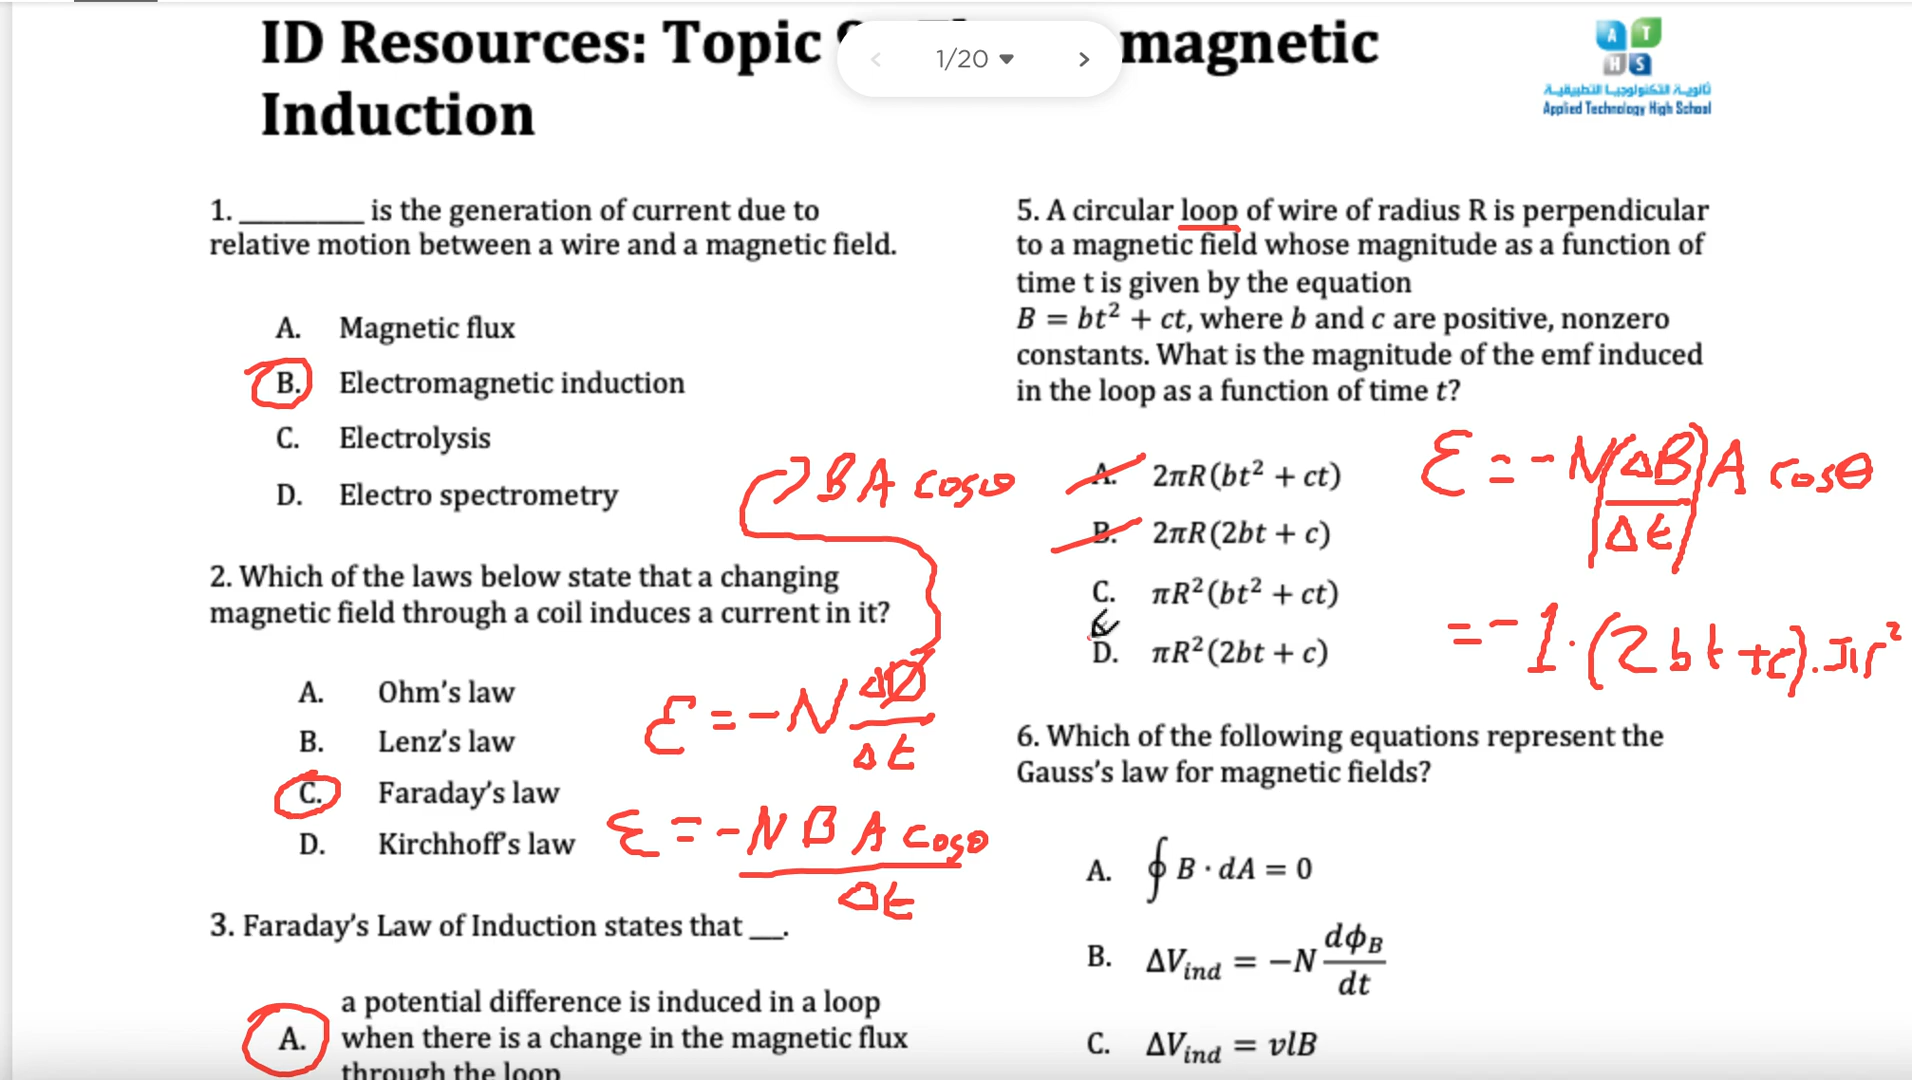 ID Resources: Topic
magnetic
Induction
1/20
A T
H S
ثانوية التكنولوجيا التطبيقية
Applied Technology High School
1. ________ is the generation of current due to
relative motion between a wire and a magnetic field.
A. Magnetic flux
B. Electromagnetic induction
C. Electrolysis
D. Electro spectrometry
BA cosθ
2. Which of the laws below state that a changing
magnetic field through a coil induces a current in it?
A. Ohm's law
B. Lenz's law
C. Faraday's law
D. Kirchhoff's law
ε = -N ΔØ/Δt
ε = -N B A cosθ/Δt
3. Faraday's Law of Induction states that __.
A. a potential difference is induced in a loop
when there is a change in the magnetic flux
through the loop
5. A circular loop of wire of radius R is perpendicular
to a magnetic field whose magnitude as a function of
time t is given by the equation
B = bt² + ct, where b and c are positive, nonzero
constants. What is the magnitude of the emf induced
in the loop as a function of time t?
A. 2πR(bt² + ct)
B. 2πR(2bt + c)
C. πR²(bt² + ct)
D. πR²(2bt + c)
ε = -N(ΔB/Δt)A cosθ
= -1·(2bt+c).πr²
6. Which of the following equations represent the
Gauss's law for magnetic fields?
A. ∮ B · dA = 0
B. ΔV_ind = −N dϕ_B/dt
C. ΔV_ind = vlB